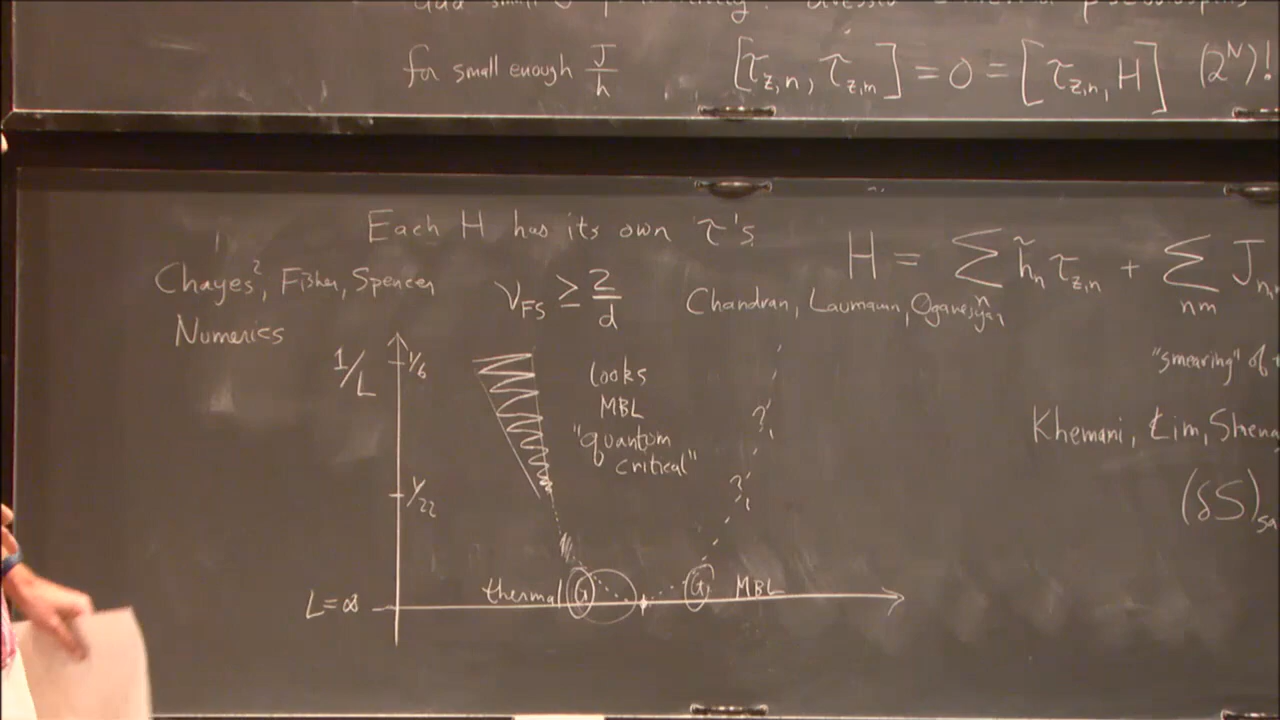 for small enough J/h [τz,n, τz,m] = 0 = [τz,n, H] (2^N)!
Each H has its own τ's
H = Σn h̃n τz,n + Σnm Jn
Chayes², Fisher, Spencer νFS ≥ 2/d Chandran, Laumann, Oganesyan
Numerics
1/L 1/6
looks
MBL
"quantum
critical"
"smearing" of
?
Khemani, Lim, Sheng
?
1/22
(δS)
thermal G G MBL
L=∞